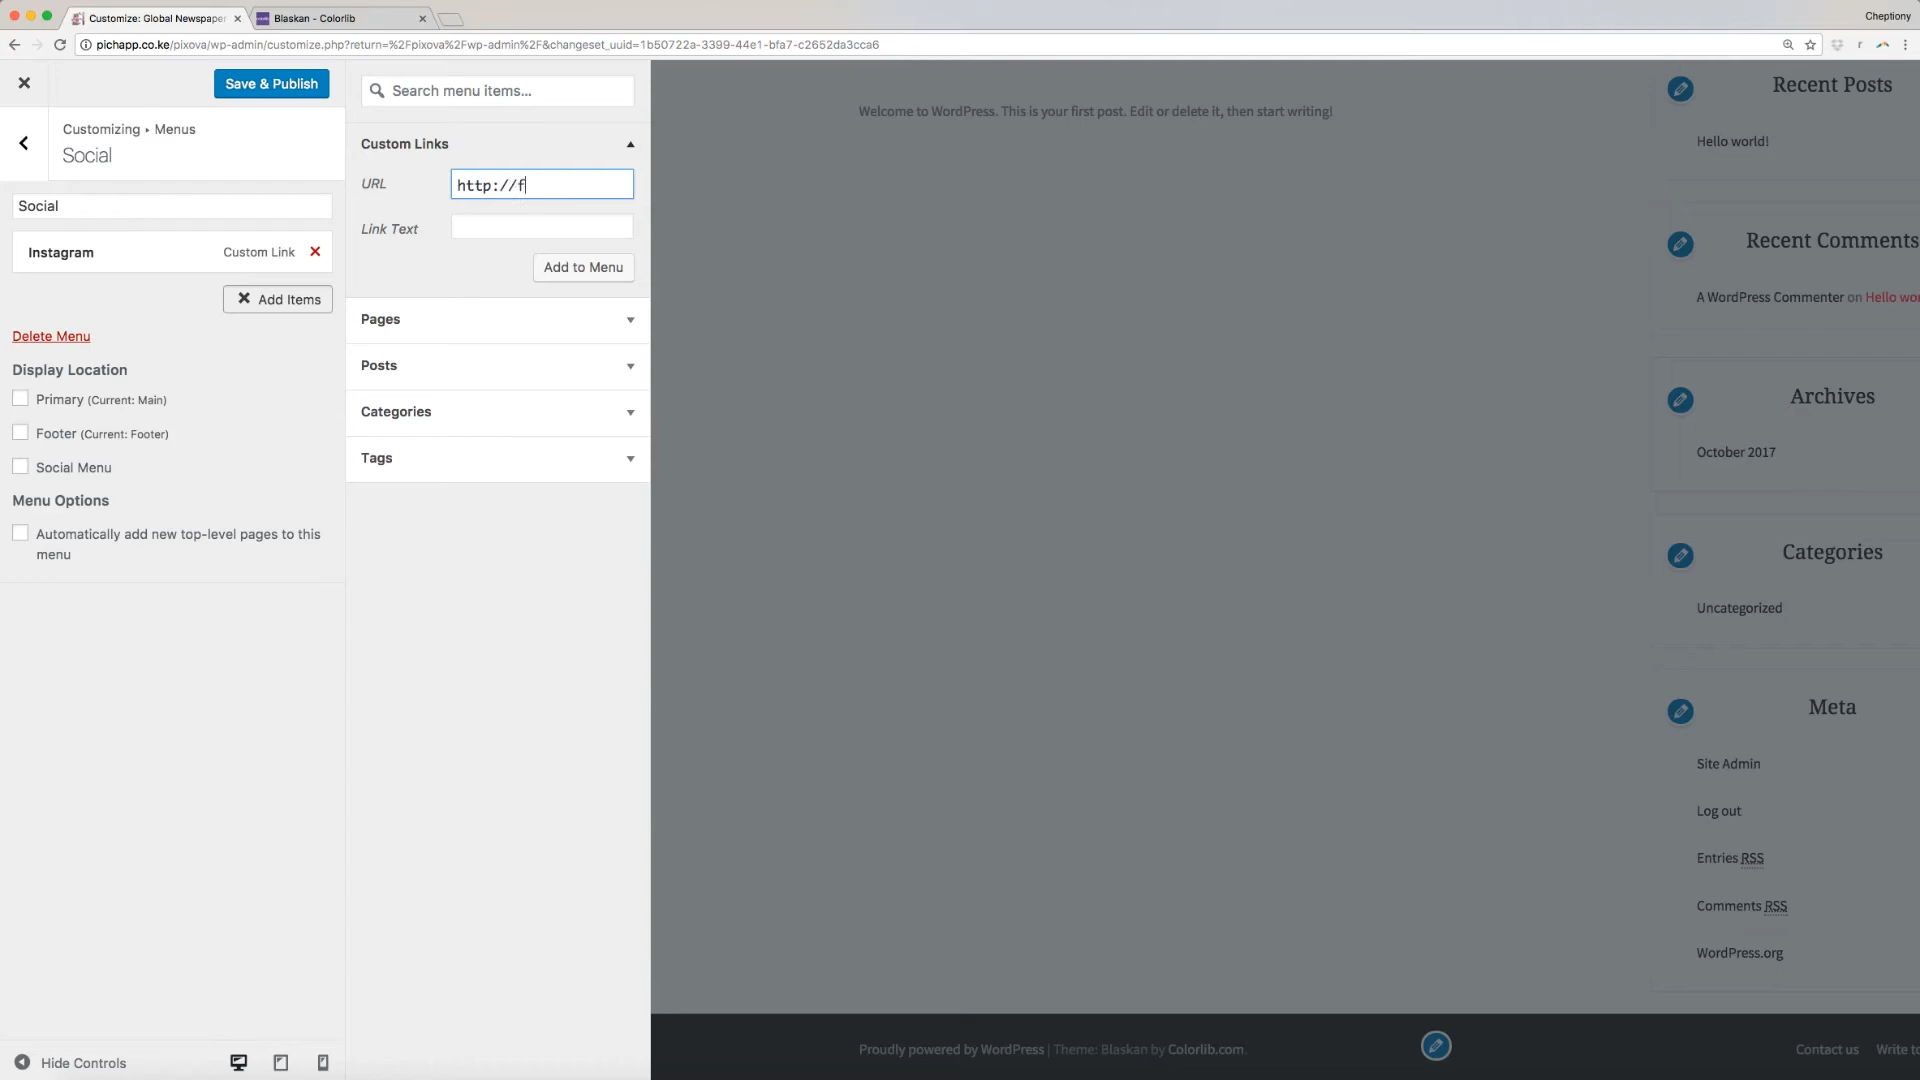 Customize: Global Newspaper
Blaskan - Colorlib
Cheptiony
pichapp.co.ke/pixova/wp-admin/customize.php?return=%2Fpixova%2Fwp-admin%2F&changeset_uuid=1b50722a-3399-44e1-bfa7-c2652da3cca6
Save & Publish
Customizing ▸ Menus
Social
Social
Instagram Custom Link
Add Items
Delete Menu
Display Location
Primary (Current: Main)
Footer (Current: Footer)
Social Menu
Menu Options
Automatically add new top-level pages to this
menu
Hide Controls
Search menu items...
Custom Links
URL http://f
Link Text
Add to Menu
Pages
Posts
Categories
Tags
Welcome to WordPress. This is your first post. Edit or delete it, then start writing!
Recent Posts
Hello world!
Recent Comments
A WordPress Commenter on Hello wor
Archives
October 2017
Categories
Uncategorized
Meta
Site Admin
Log out
Entries RSS
Comments RSS
WordPress.org
Proudly powered by WordPress | Theme: Blaskan by Colorlib.com.
Contact us Write to